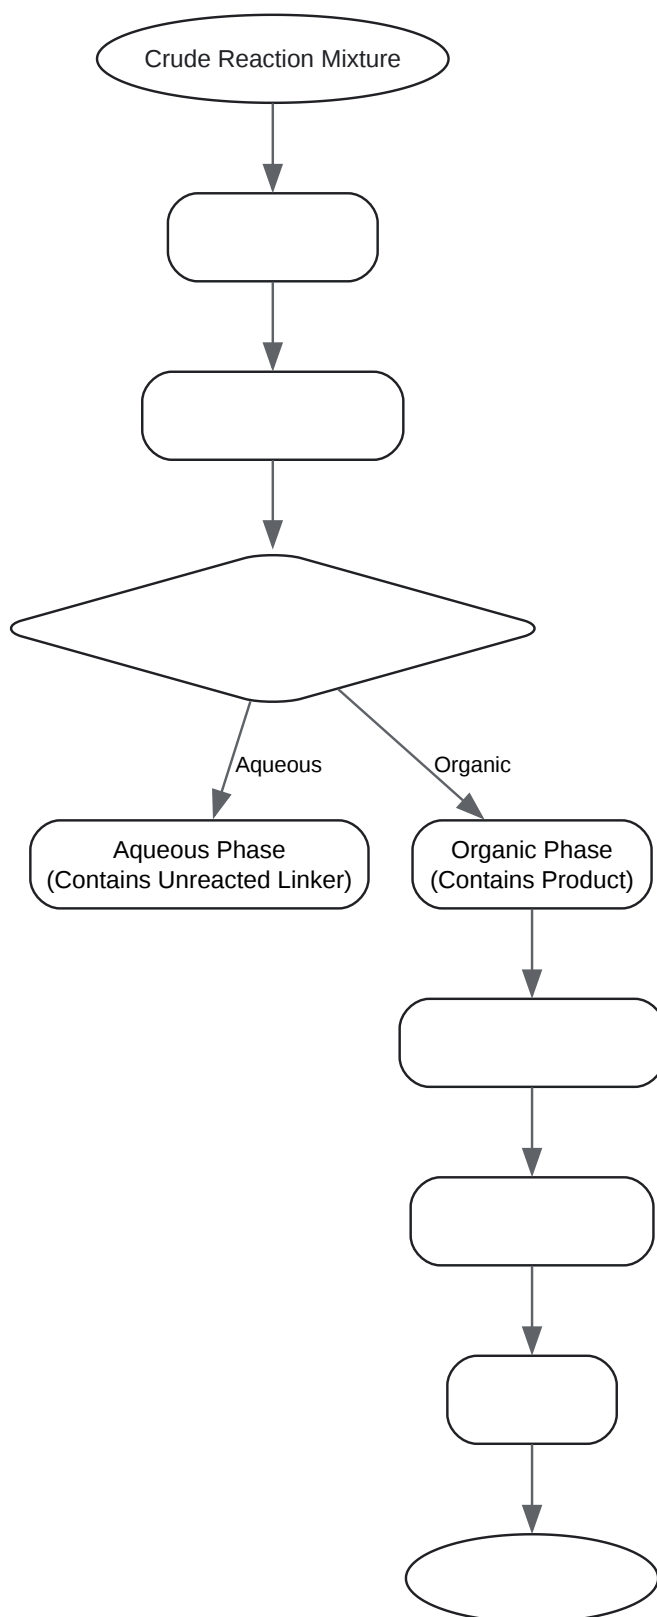 Crude Reaction Mixture
Aqueous
Organic
Aqueous Phase
(Contains Unreacted Linker)
Organic Phase
(Contains Product)